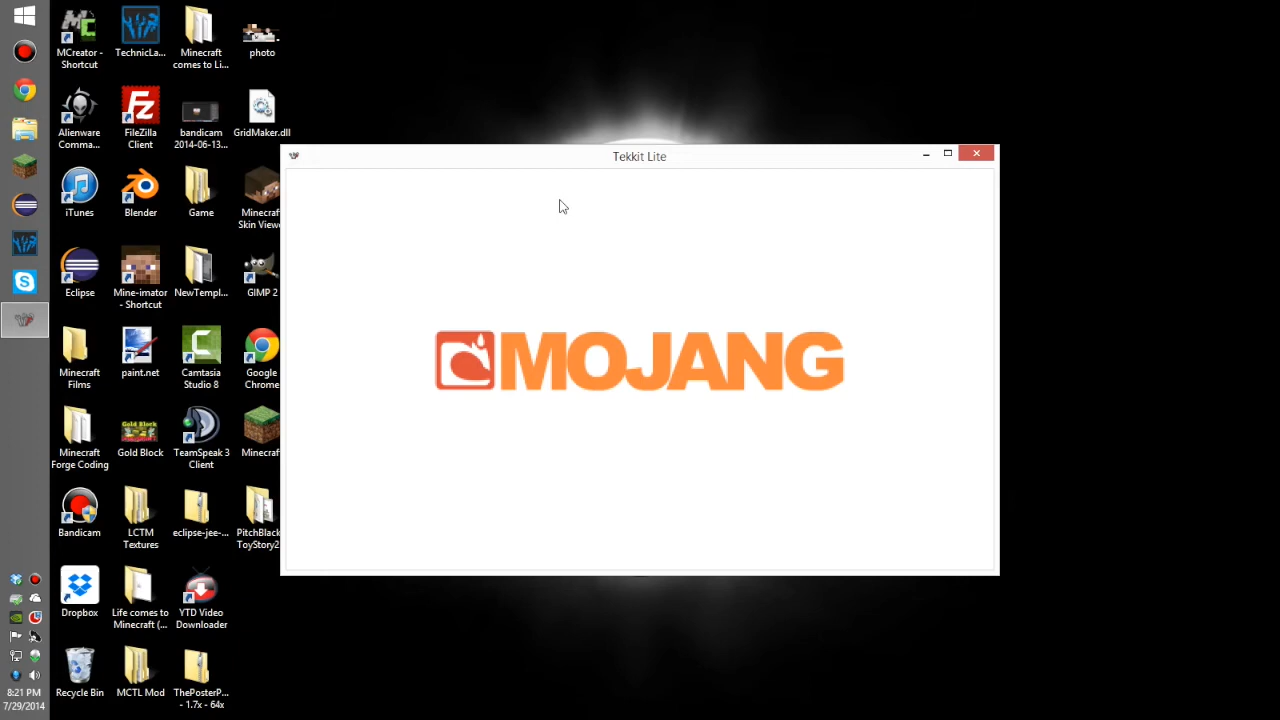 MCreator -
Shortcut
TechnicLa...
Minecraft
comes to Li...
photo
Alienware
Comma...
FileZilla
Client
bandicam
2014-06-13...
GridMaker.dll
iTunes
Blender
Game
Minecraft
Skin Viewe
Eclipse
Mine-imator
- Shortcut
NewTempl...
GIMP 2
Minecraft
Films
paint.net
Camtasia
Studio 8
Google
Chrome
Minecraft
Forge Coding
Gold Block
Gold Block
TeamSpeak 3
Client
Minecraf
Bandicam
LCTM
Textures
eclipse-jee-...
PitchBlack
ToyStory2
Dropbox
Life comes to
Minecraft (...
YTD Video
Downloader
Recycle Bin
MCTL Mod
ThePosterP...
- 1.7x - 64x
Tekkit Lite
MOJANG
8:21 PM
7/29/2014